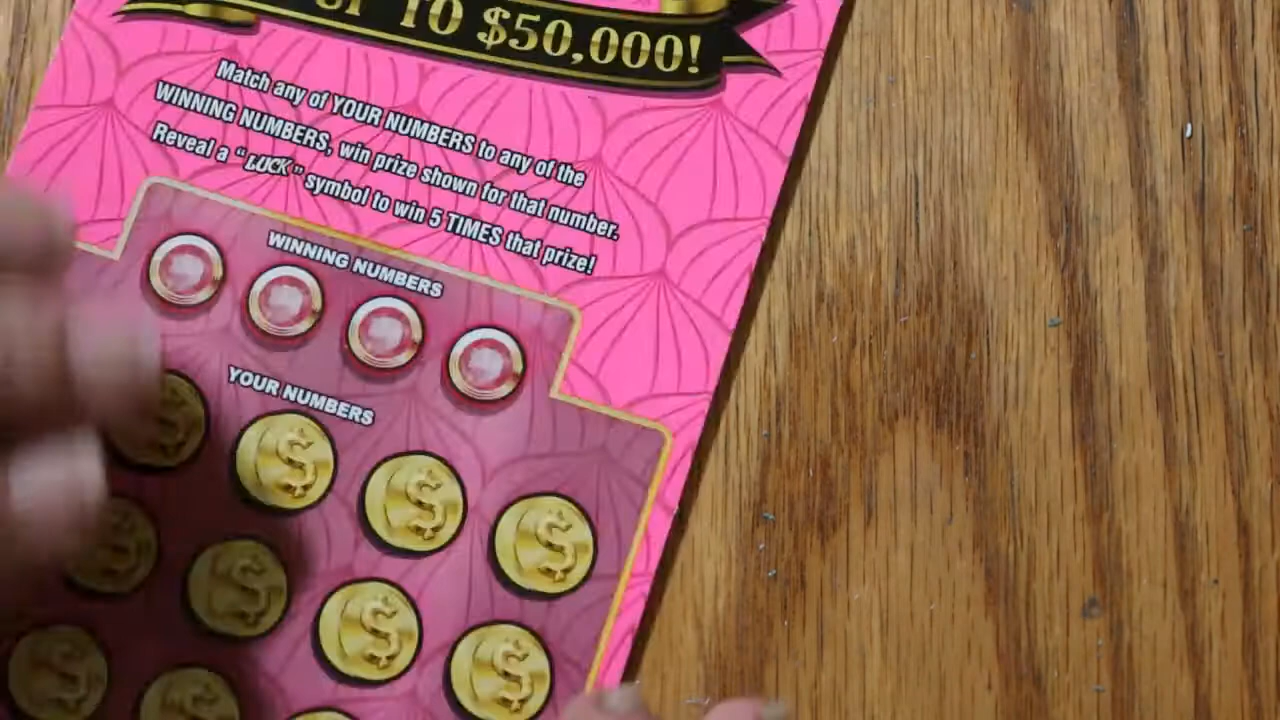 UP TO $50,000!
Match any of YOUR NUMBERS to any of the
WINNING NUMBERS, win prize shown for that number.
Reveal a "LUCK" symbol to win 5 TIMES that prize!
WINNING NUMBERS
YOUR NUMBERS
$ $ $ $
$ $ $ $
$ $